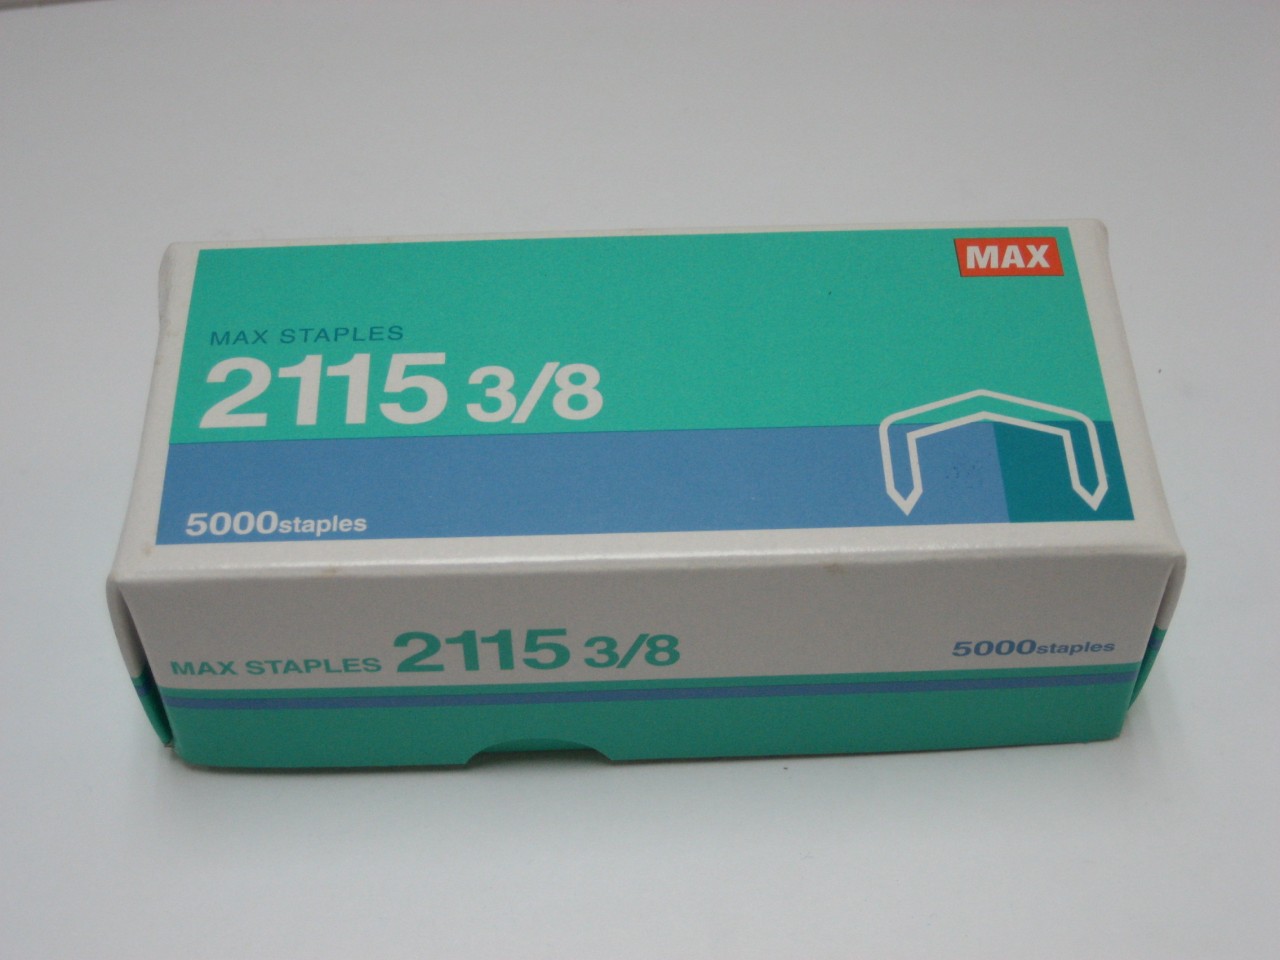 MAX
MAX STAPLES
2115 3/8
5000staples
MAX STAPLES 2115 3/8 5000staples